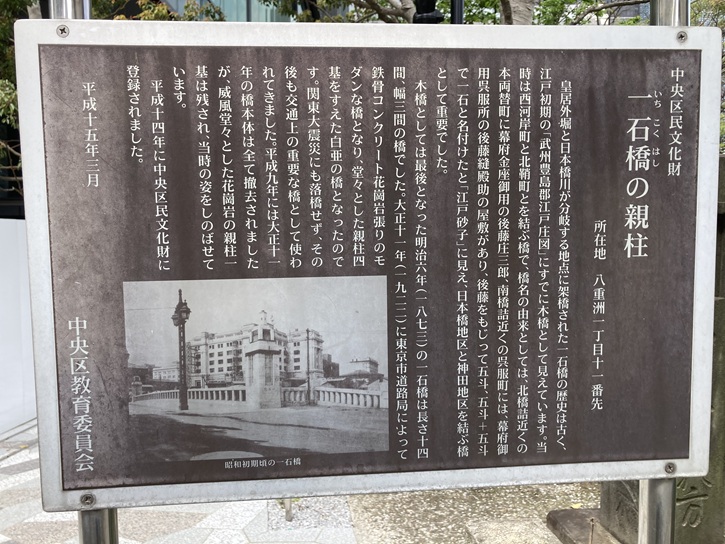 中央区民文化財
いち こく はし
一石橋の親柱
所在地 八重洲一丁目十一番先
皇居外堀と日本橋川が分岐する地点に架橋された一石橋の歴史は古く、
江戸初期の「武州豊島郡江戸庄図」にすでに木橋として見えています。当
時は西河岸町と北鞘町とを結ぶ橋で、橋名の由来としては、北橋詰近くの
本両替町に幕府金座御用の後藤庄三郎、南橋詰近くの呉服町には、幕府御
用呉服所の後藤縫殿助の屋敷があり、後藤をもじって五斗、五斗+五斗
で一石と名付けたと「江戸砂子」に見え、日本橋地区と神田地区を結ぶ橋
として重要でした。
木橋としては最後となった明治六年(一八七三)の一石橋は長さ十四
間、幅三間の橋でした。大正十一年(一九二二)に東京市道路局によって
鉄骨コンクリート花崗岩張りのモ
ダンな橋となり、堂々とした親柱四
基をすえた白亜の橋となったので
す。関東大震災にも落橋せず、その
後も交通上の重要な橋として使わ
れてきました。平成九年には大正十一
年の橋本体は全て撤去されました
が、威風堂々とした花崗岩の親柱一
基は残され、当時の姿をしのばせて
います。
平成十四年に中央区民文化財に
登録されました。
平成十五年三月
中央区教育委員会
昭和初期頃の一石橋